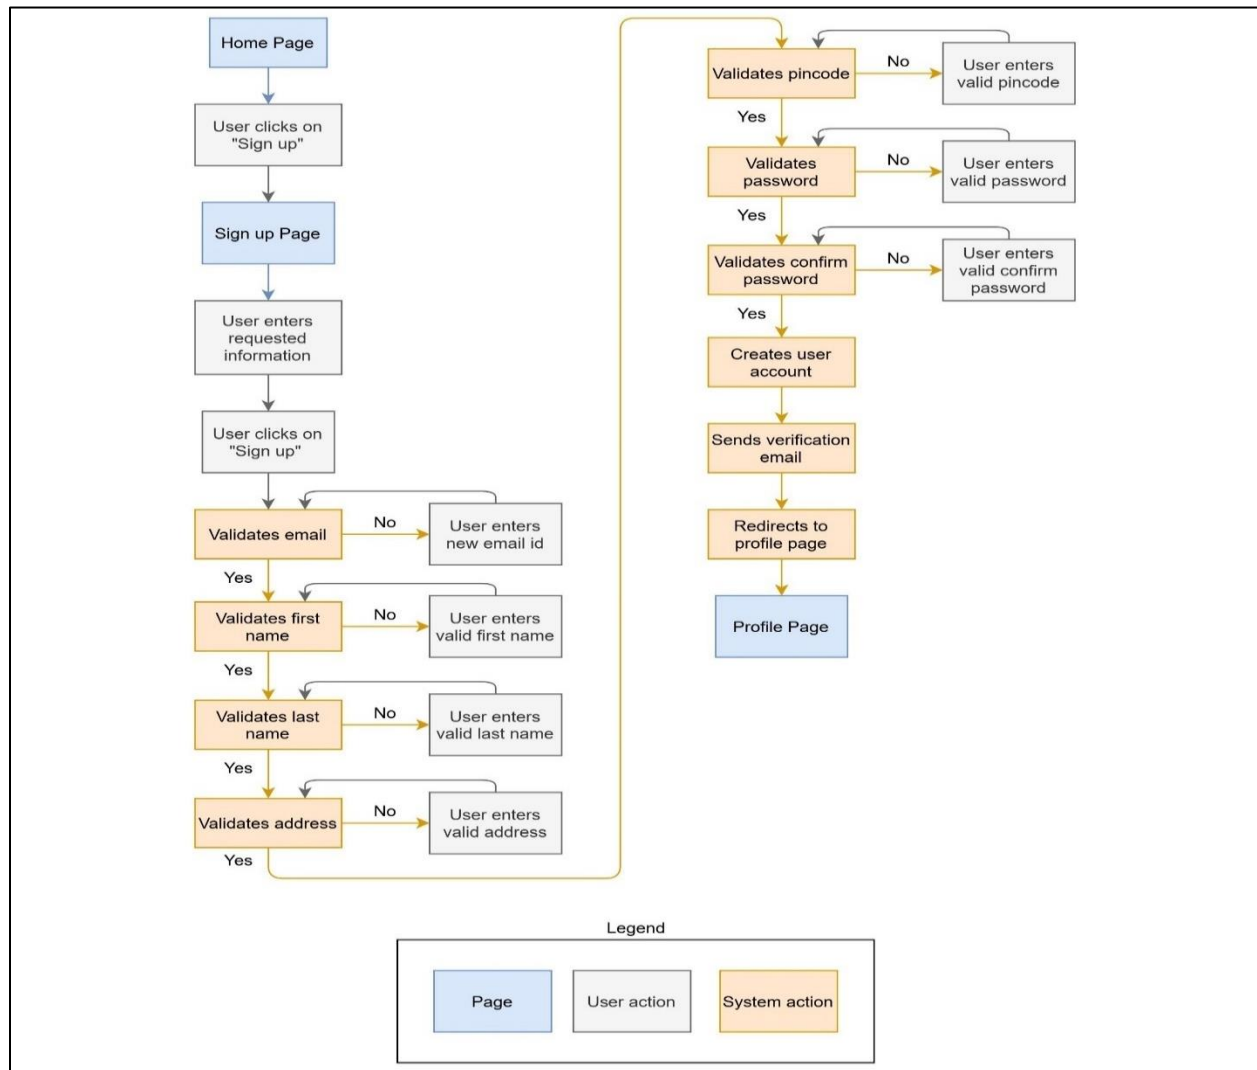 Home Page
User clicks on
"Sign up"
Sign up Page
User enters
requested
information
User clicks on
"Sign up"
Validates email
No
User enters
new email id
Yes
Validates first
name
No
User enters
valid first name
Yes
Validates last
name
No
User enters
valid last name
Yes
Validates address
No
User enters
valid address
Yes
Validates pincode
No
User enters
valid pincode
Yes
Validates
password
No
User enters
valid password
Yes
Validates confirm
password
No
User enters
valid confirm
password
Yes
Creates user
account
Sends verification
email
Redirects to
profile page
Profile Page
Legend
Page
User action
System action